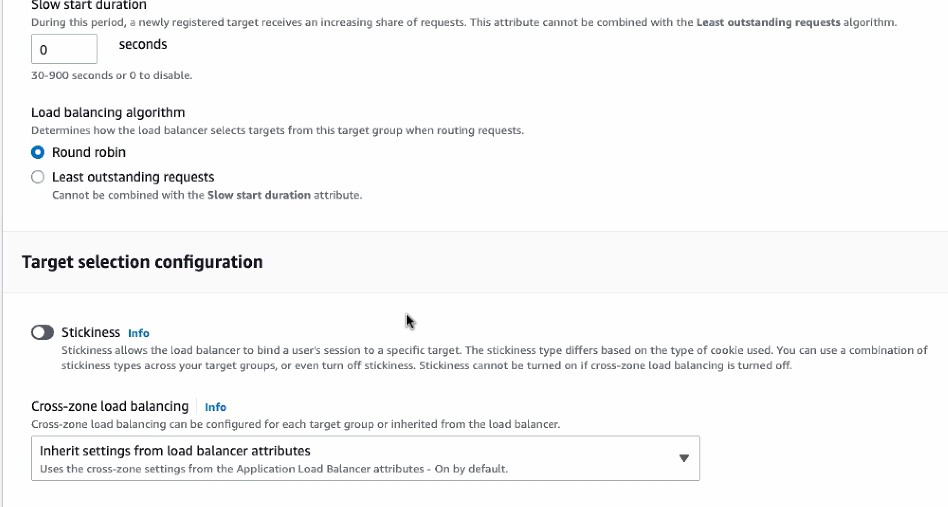 Slow start duration
During this period, a newly registered target receives an increasing share of requests. This attribute cannot be combined with the Least outstanding requests algorithm.
0 seconds
30-900 seconds or 0 to disable.
Load balancing algorithm
Determines how the load balancer selects targets from this target group when routing requests.
Round robin
Least outstanding requests
Cannot be combined with the Slow start duration attribute.
Target selection configuration
Stickiness Info
Stickiness allows the load balancer to bind a user's session to a specific target. The stickiness type differs based on the type of cookie used. You can use a combination of
stickiness types across your target groups, or even turn off stickiness. Stickiness cannot be turned on if cross-zone load balancing is turned off.
Cross-zone load balancing Info
Cross-zone load balancing can be configured for each target group or inherited from the load balancer.
Inherit settings from load balancer attributes
Uses the cross-zone settings from the Application Load Balancer attributes - On by default.